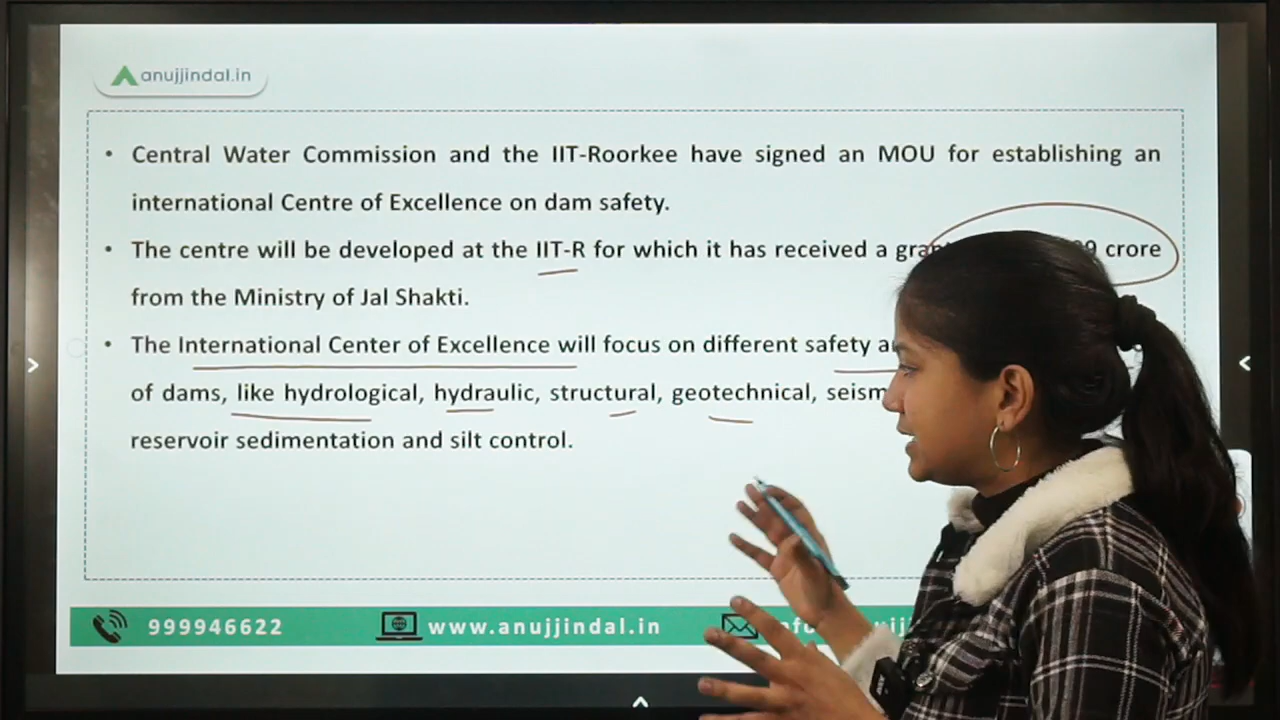 anujjindal.in
• Central Water Commission and the IIT-Roorkee have signed an MOU for establishing an
international Centre of Excellence on dam safety.
• The centre will be developed at the IIT-R for which it has received a crore
from the Ministry of Jal Shakti.
• The International Center of Excellence will focus on different safety
of dams, like hydrological, hydraulic, structural, geotechnical,
reservoir sedimentation and silt control.
999946622
www.anujjindal.in